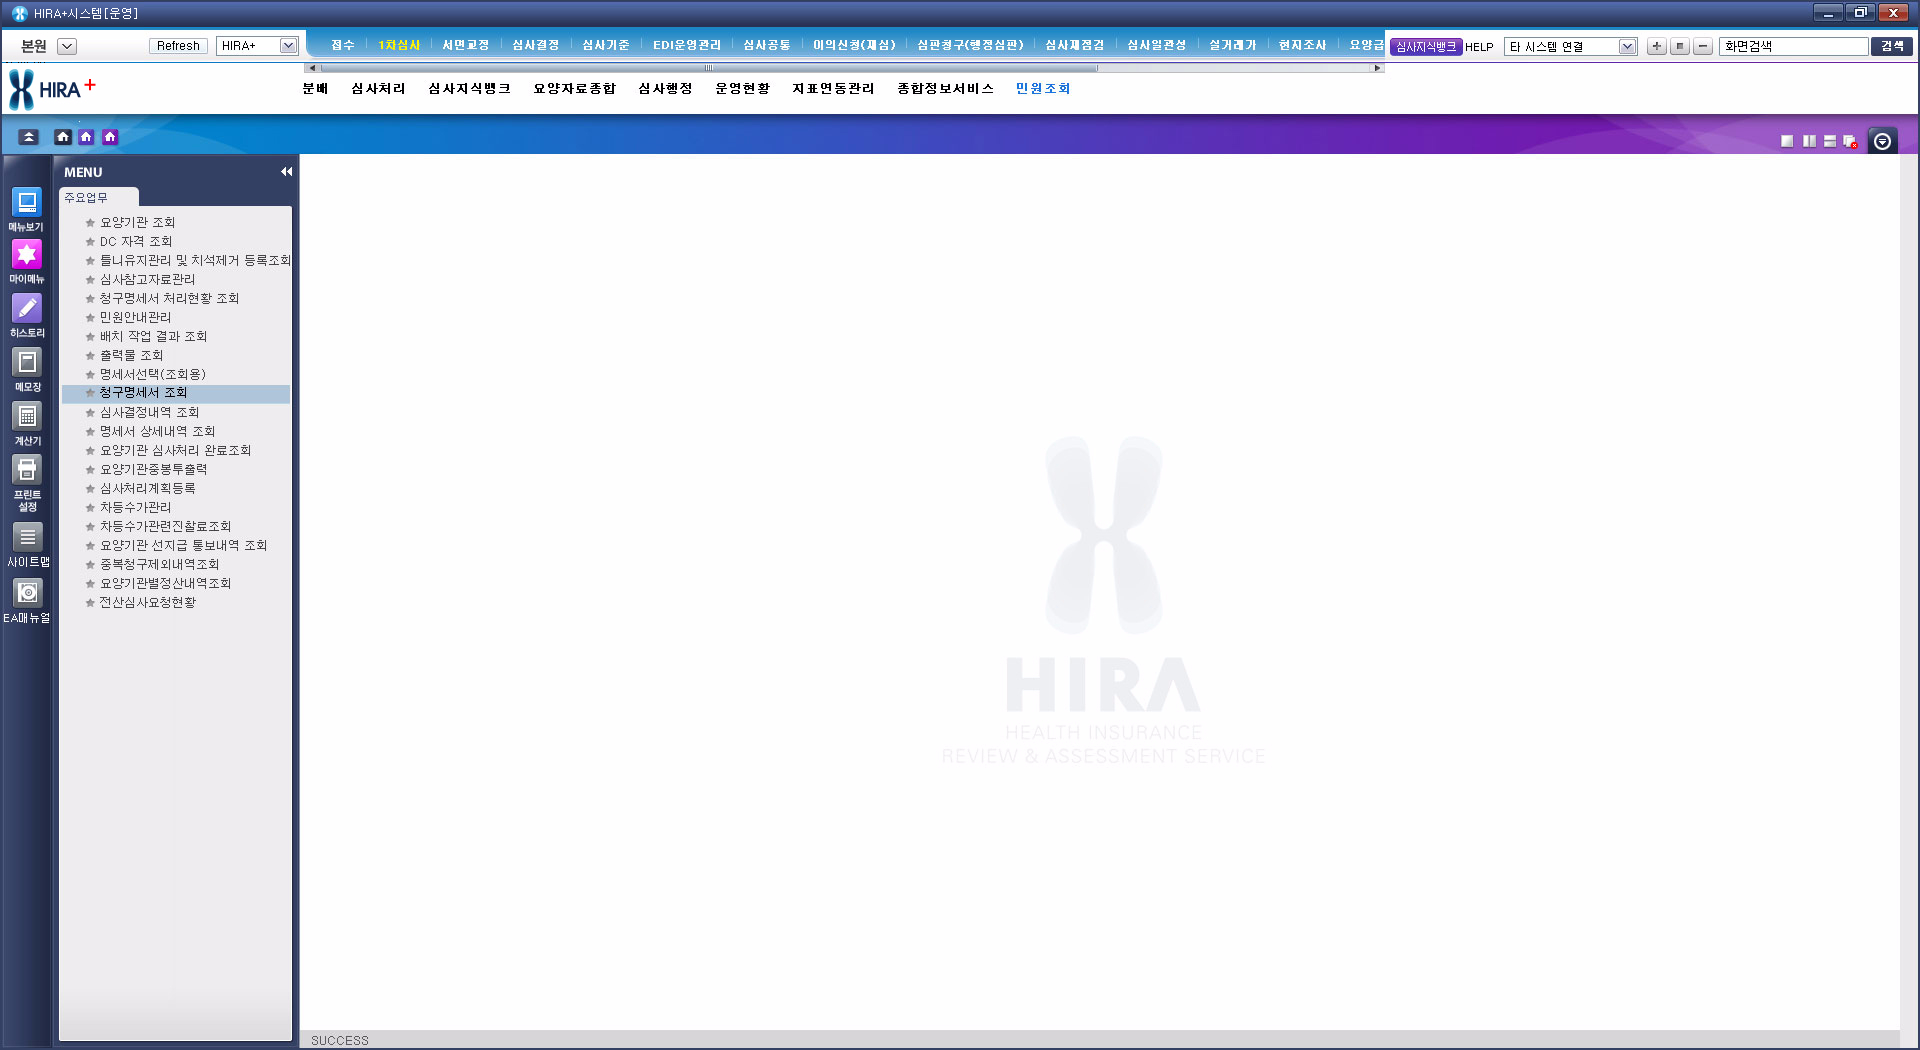 HIRA+시스템[운영]
본원 Refresh HIRA+ 접수 1차심사 서면교정 심사결정 심사기준 EDI운영관리 심사공통 이의신청(재심) 심판청구(행정심판) 심사재점검 심사일관성 실거래가 현지조사 요양급 심사지식뱅크 HELP 타 시스템 연결 화면검색 검색
HIRA+ 분배 심사처리 심사지식뱅크 요양자료종합 심사행정 운영현황 지표연동관리 종합정보서비스 민원조회
MENU
주요업무
메뉴보기
마이메뉴
히스토리
메모장
계산기
프린트
설정
사이트맵
EA매뉴얼
요양기관 조회
DC 자격 조회
틀니유지관리 및 치석제거 등록조회
심사참고자료관리
청구명세서 처리현황 조회
민원안내관리
배치 작업 결과 조회
출력물 조회
명세서선택(조회용)
청구명세서 조회
심사결정내역 조회
명세서 상세내역 조회
요양기관 심사처리 완료조회
요양기관중봉투출력
심사처리계획등록
차등수가관리
차등수가관련진찰료조회
요양기관 선지급 통보내역 조회
중복청구제외내역조회
요양기관별정산내역조회
전산심사요청현황
HIRA
HEALTH INSURANCE
REVIEW & ASSESSMENT SERVICE
SUCCESS